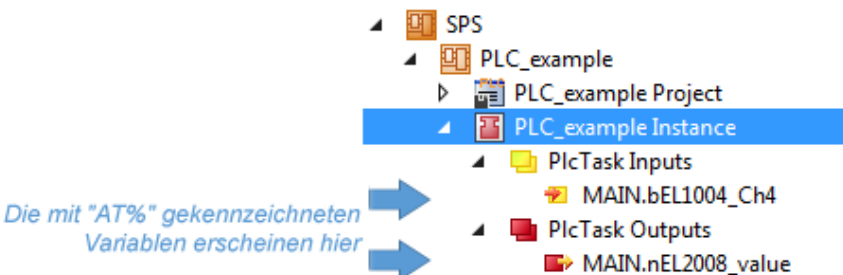 SPS
PLC_example
PLC_example Project
PLC_example Instance
PlcTask Inputs
MAIN.bEL1004_Ch4
PlcTask Outputs
MAIN.nEL2008_value
Die mit "AT%" gekennzeichneten
Variablen erscheinen hier